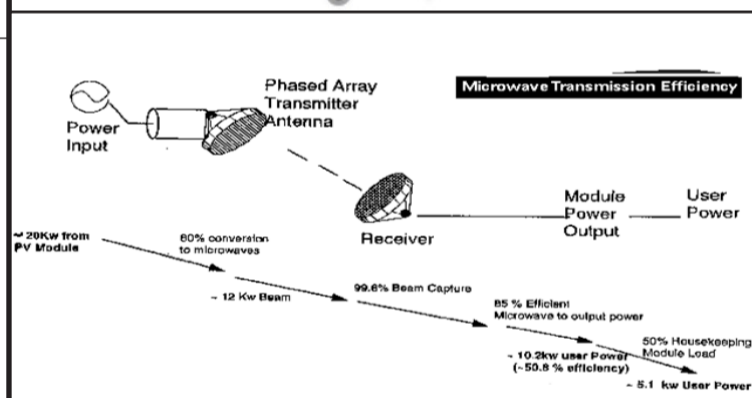 Microwave Transmission Efficiency
Phased Array
Transmitter
Antenna
Power
Input
Receiver
Module
Power
Output
User
Power
~ 20Kw from
PV Module
60% conversion
to microwaves
~ 12 Kw Beam
99.6% Beam Capture
85 % Efficient
Microwave to output power
~ 10.2kw user Power
(~50.8 % efficiency)
50% Housekeeping
Module Load
~ 5.1 kw User Power